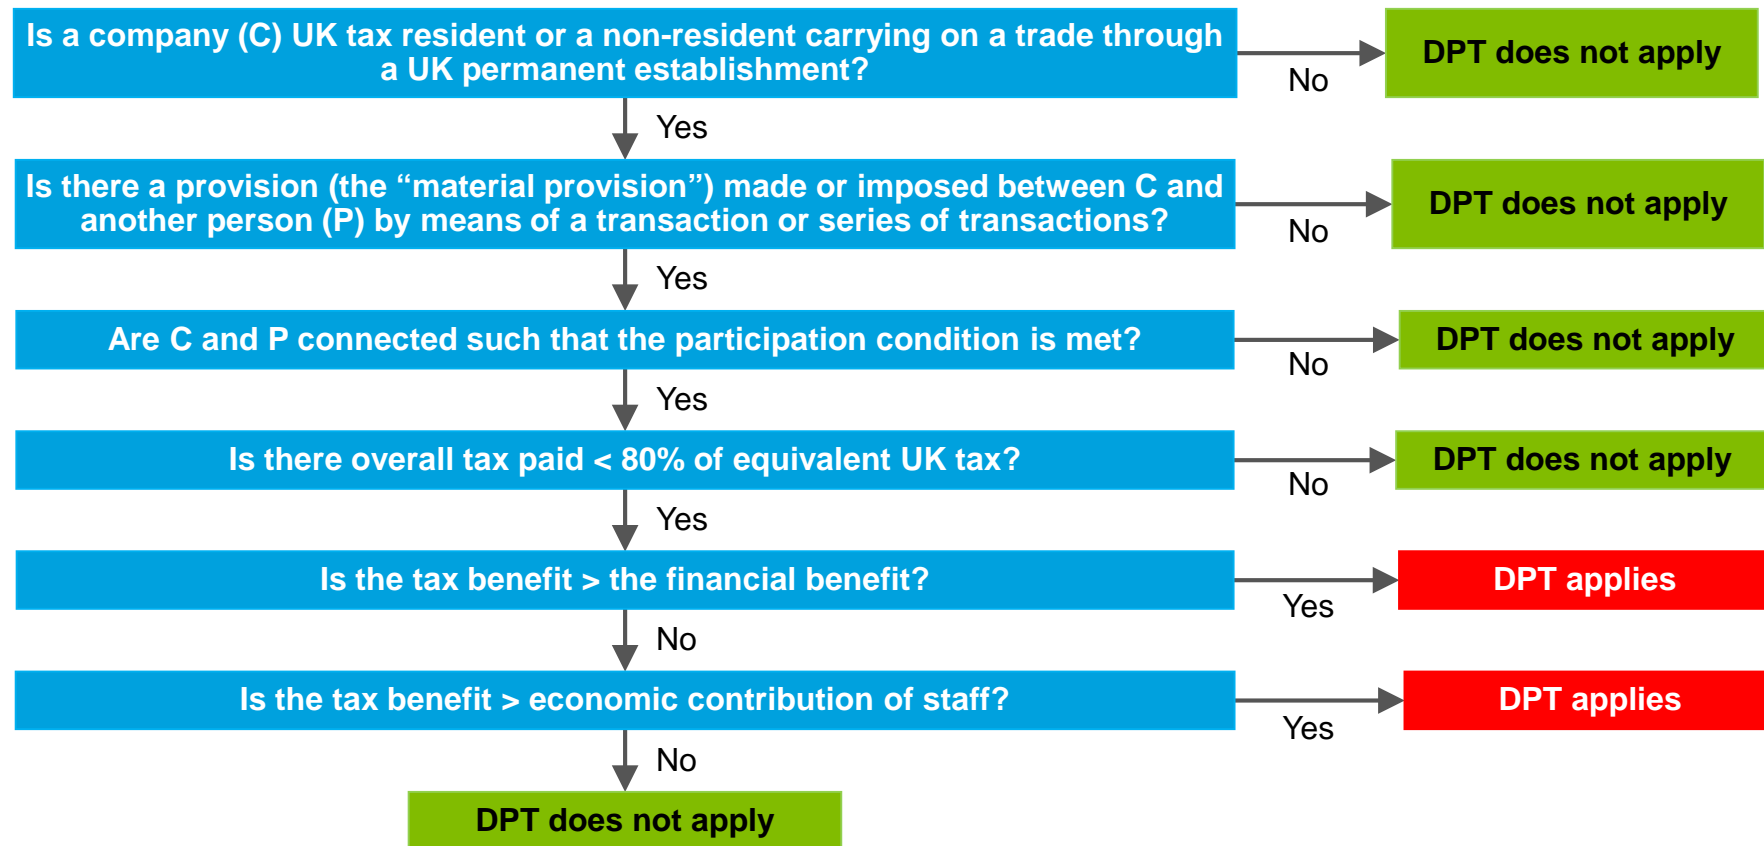 Is a company (C) UK tax resident or a non-resident carrying on a trade through
a UK permanent establishment?
No
DPT does not apply
Yes
Is there a provision (the “material provision”) made or imposed between C and
another person (P) by means of a transaction or series of transactions?
No
DPT does not apply
Yes
Are C and P connected such that the participation condition is met?
No
DPT does not apply
Yes
Is there overall tax paid < 80% of equivalent UK tax?
No
DPT does not apply
Yes
Is the tax benefit > the financial benefit?
Yes
DPT applies
No
Is the tax benefit > economic contribution of staff?
Yes
DPT applies
No
DPT does not apply